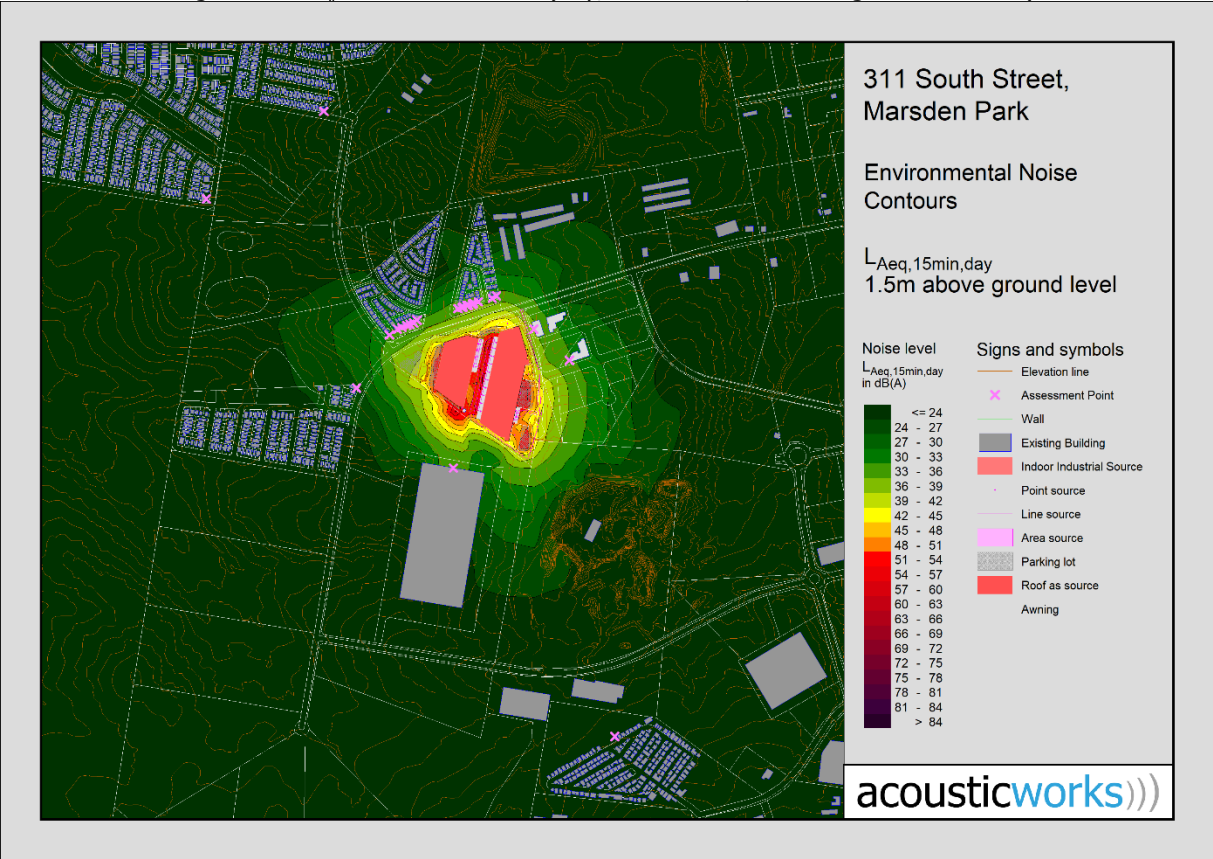 311 South Street,
Marsden Park
Environmental Noise
Contours
LAeq,15min,day
1.5m above ground level
Noise level
LAeq,15min,day
in dB(A)
<= 24
24 - 27
27 - 30
30 - 33
33 - 36
36 - 39
39 - 42
42 - 45
45 - 48
48 - 51
51 - 54
54 - 57
57 - 60
60 - 63
63 - 66
66 - 69
69 - 72
72 - 75
75 - 78
78 - 81
81 - 84
> 84
Signs and symbols
Elevation line
Assessment Point
Wall
Existing Building
Indoor Industrial Source
Point source
Line source
Area source
Parking lot
Roof as source
Awning
acousticworks)))